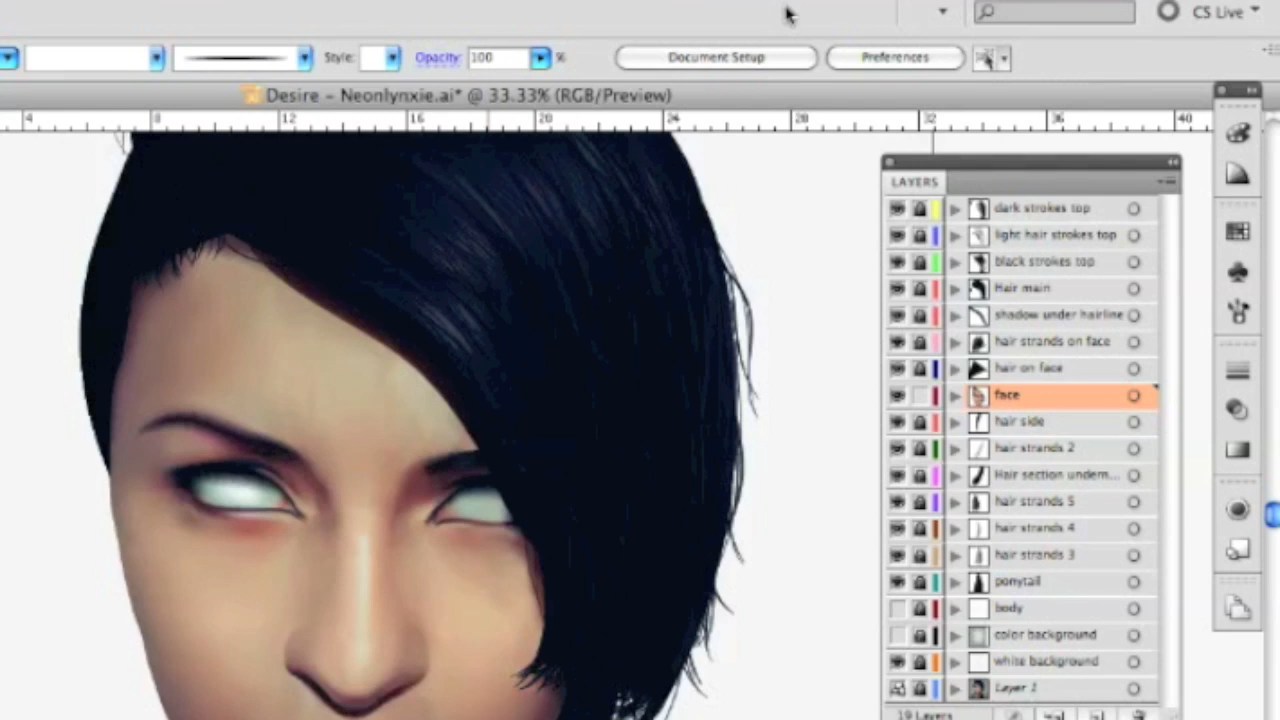 CS Live
Style: Opacity: 100 % Document Setup Preferences
Desire - Neonlynxie.ai* @ 33.33% (RGB/Preview)
4 8 12 16 20 24 28 32 36 40
LAYERS
dark strokes top
light hair strokes top
black strokes top
Hair main
shadow under hairline
hair strands on face
hair on face
face
hair side
hair strands 2
Hair section undern...
hair strands 5
hair strands 4
hair strands 3
ponytail
body
color background
white background
Layer 1
19 Layers